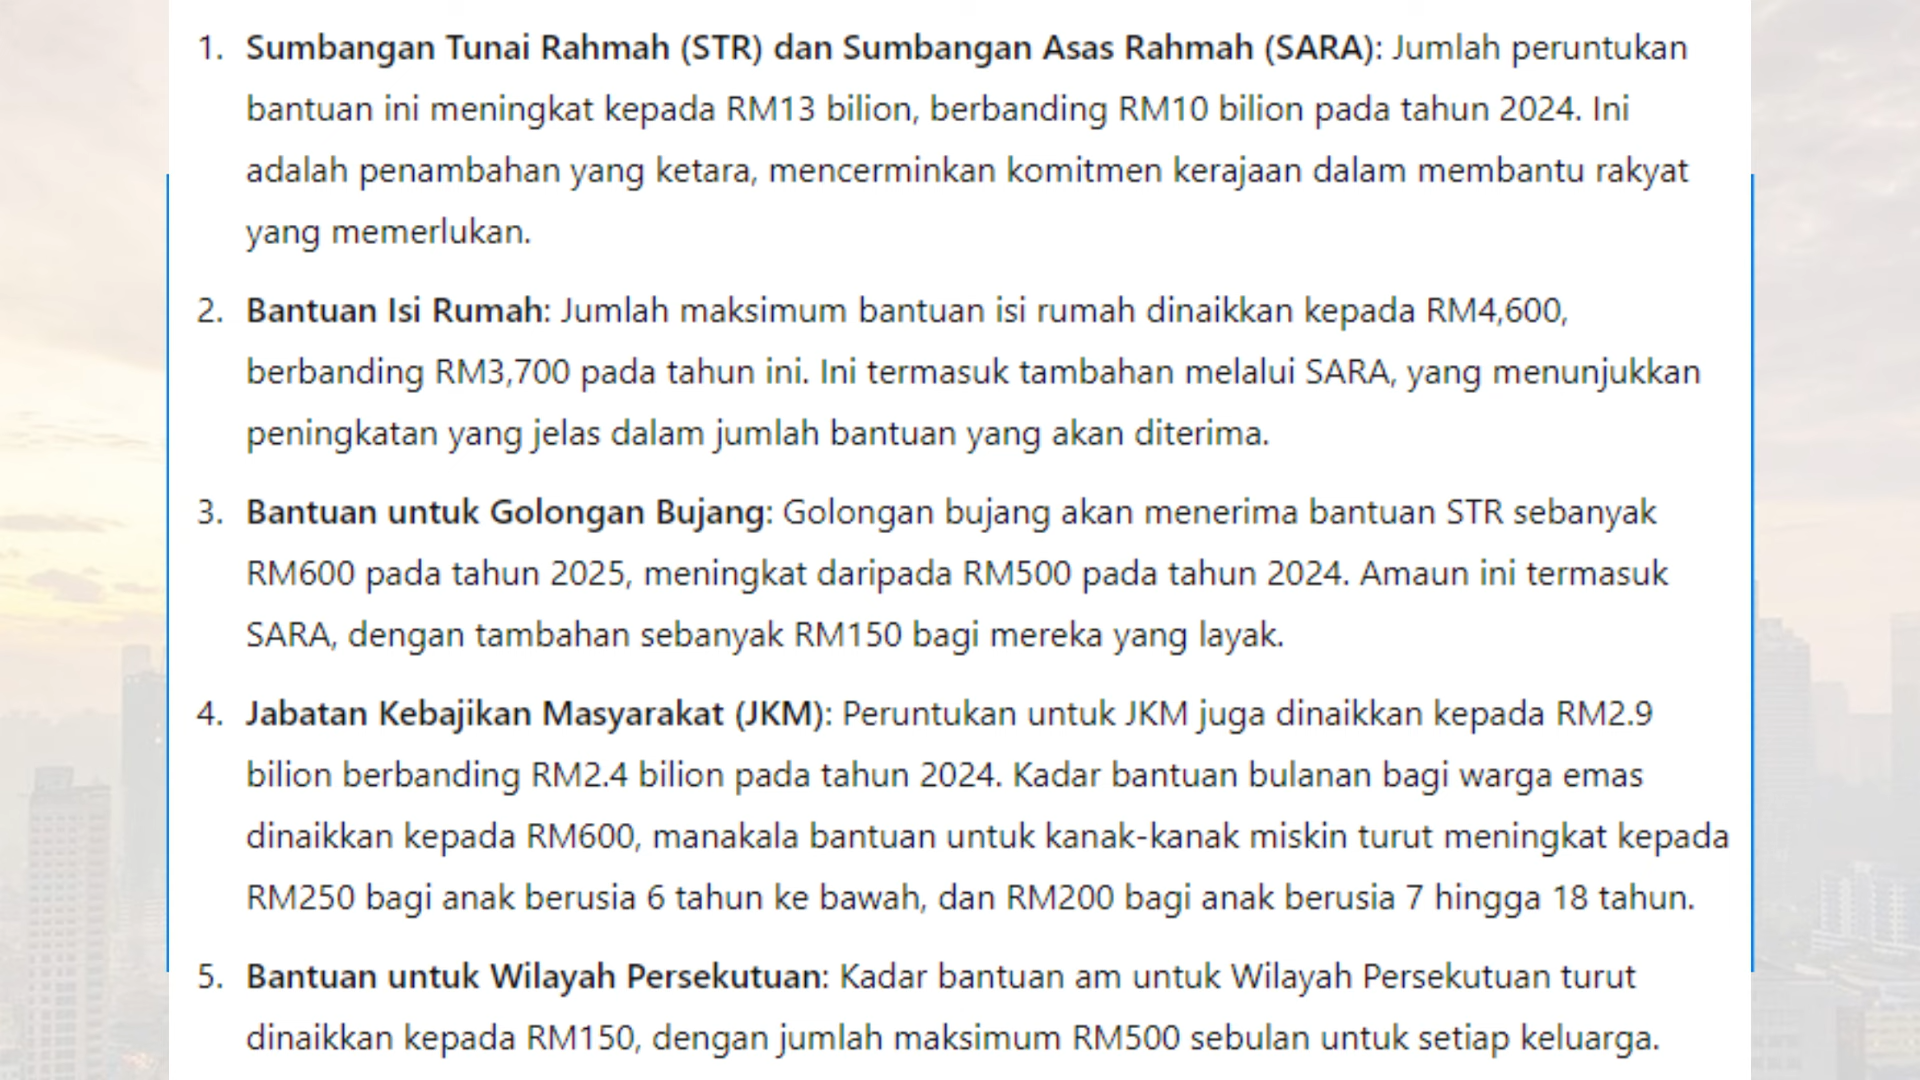 1. Sumbangan Tunai Rahmah (STR) dan Sumbangan Asas Rahmah (SARA): Jumlah peruntukan
bantuan ini meningkat kepada RM13 bilion, berbanding RM10 bilion pada tahun 2024. Ini
adalah penambahan yang ketara, mencerminkan komitmen kerajaan dalam membantu rakyat
yang memerlukan.
2. Bantuan Isi Rumah: Jumlah maksimum bantuan isi rumah dinaikkan kepada RM4,600,
berbanding RM3,700 pada tahun ini. Ini termasuk tambahan melalui SARA, yang menunjukkan
peningkatan yang jelas dalam jumlah bantuan yang akan diterima.
3. Bantuan untuk Golongan Bujang: Golongan bujang akan menerima bantuan STR sebanyak
RM600 pada tahun 2025, meningkat daripada RM500 pada tahun 2024. Amaun ini termasuk
SARA, dengan tambahan sebanyak RM150 bagi mereka yang layak.
4. Jabatan Kebajikan Masyarakat (JKM): Peruntukan untuk JKM juga dinaikkan kepada RM2.9
bilion berbanding RM2.4 bilion pada tahun 2024. Kadar bantuan bulanan bagi warga emas
dinaikkan kepada RM600, manakala bantuan untuk kanak-kanak miskin turut meningkat kepada
RM250 bagi anak berusia 6 tahun ke bawah, dan RM200 bagi anak berusia 7 hingga 18 tahun.
5. Bantuan untuk Wilayah Persekutuan: Kadar bantuan am untuk Wilayah Persekutuan turut
dinaikkan kepada RM150, dengan jumlah maksimum RM500 sebulan untuk setiap keluarga.